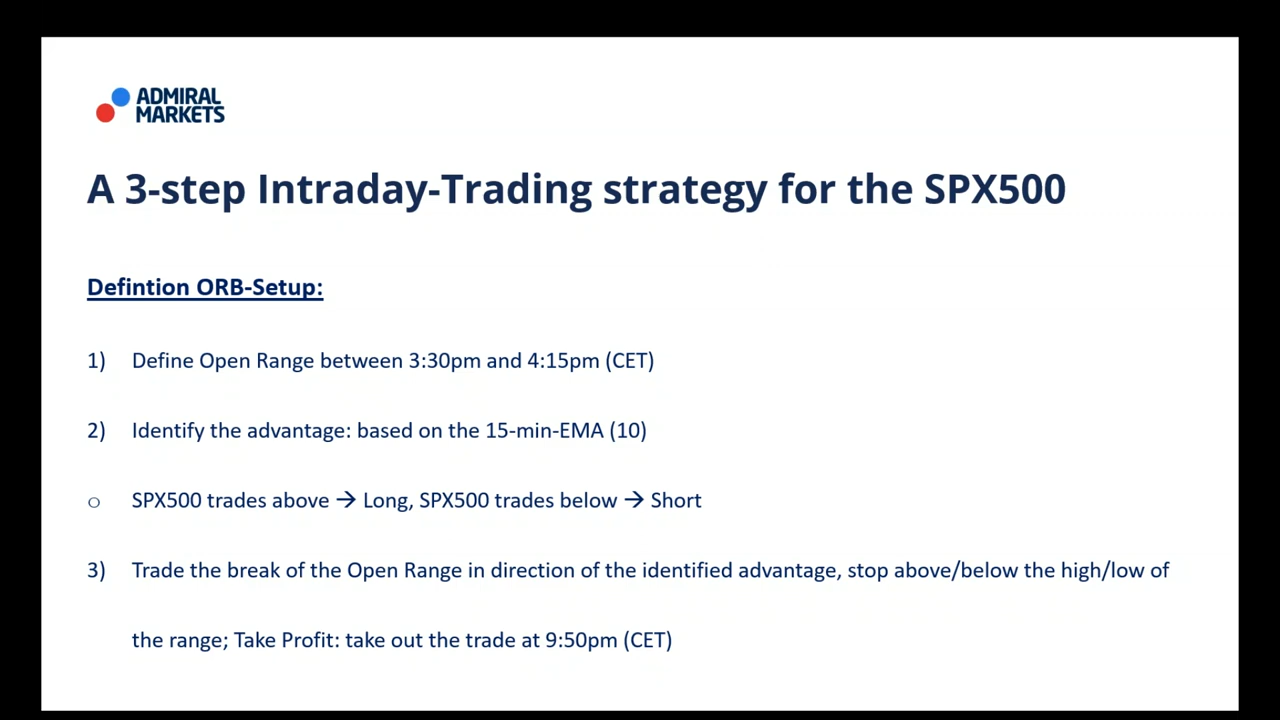 ADMIRAL
MARKETS
A 3-step Intraday-Trading strategy for the SPX500
Defintion ORB-Setup:
1) Define Open Range between 3:30pm and 4:15pm (CET)
2) Identify the advantage: based on the 15-min-EMA (10)
o SPX500 trades above → Long, SPX500 trades below → Short
3) Trade the break of the Open Range in direction of the identified advantage, stop above/below the high/low of
the range; Take Profit: take out the trade at 9:50pm (CET)